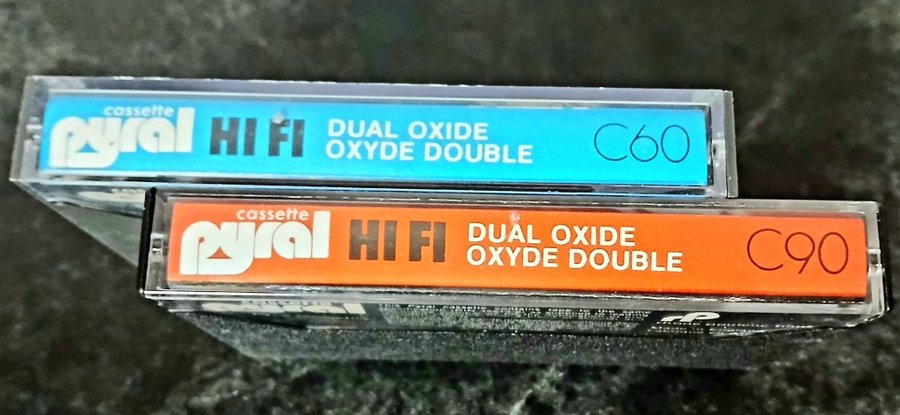 cassette
pyral HI FI
DUAL OXIDE
OXYDE DOUBLE
C60
cassette
pyral HI FI
DUAL OXIDE
OXYDE DOUBLE
C90